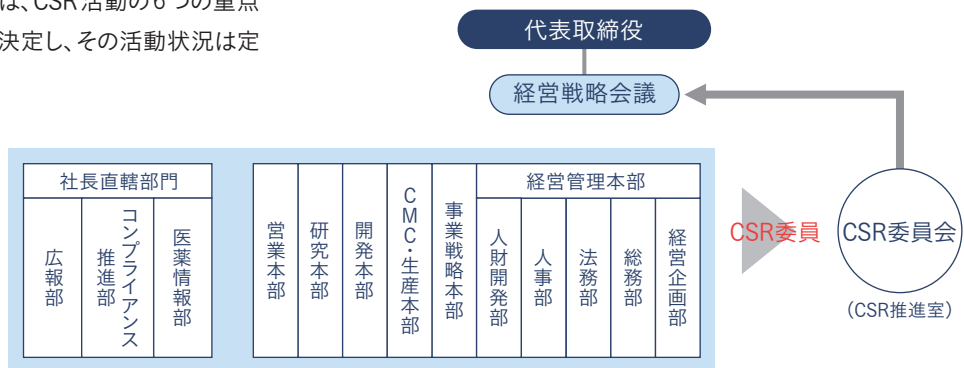 は、CSR活動の6つの重点
決定し、その活動状況は定
代表取締役
経営戦略会議
社長直轄部門
広報部
コンプライアンス
推進部
医薬情報部
営業本部
研究本部
開発本部
CMC・生産本部
事業戦略本部
経営管理本部
人財開発部
人事部
法務部
総務部
経営企画部
CSR委員
CSR委員会
（CSR推進室）